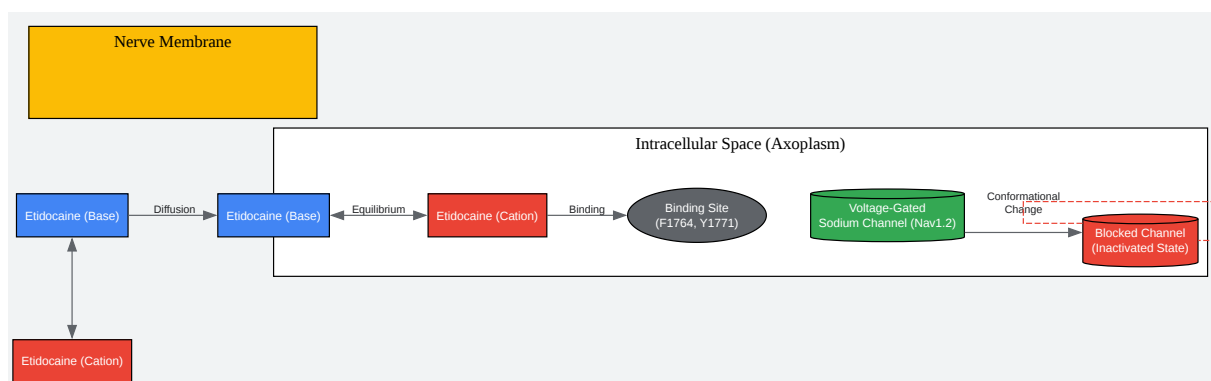 Nerve Membrane
Intracellular Space (Axoplasm)
Etidocaine (Base)
Diffusion
Etidocaine (Base)
Equilibrium
Etidocaine (Cation)
Binding
Binding Site
(F1764, Y1771)
Voltage-Gated
Sodium Channel (Nav1.2)
Conformational
Change
Blocked Channel
(Inactivated State)
Etidocaine (Cation)